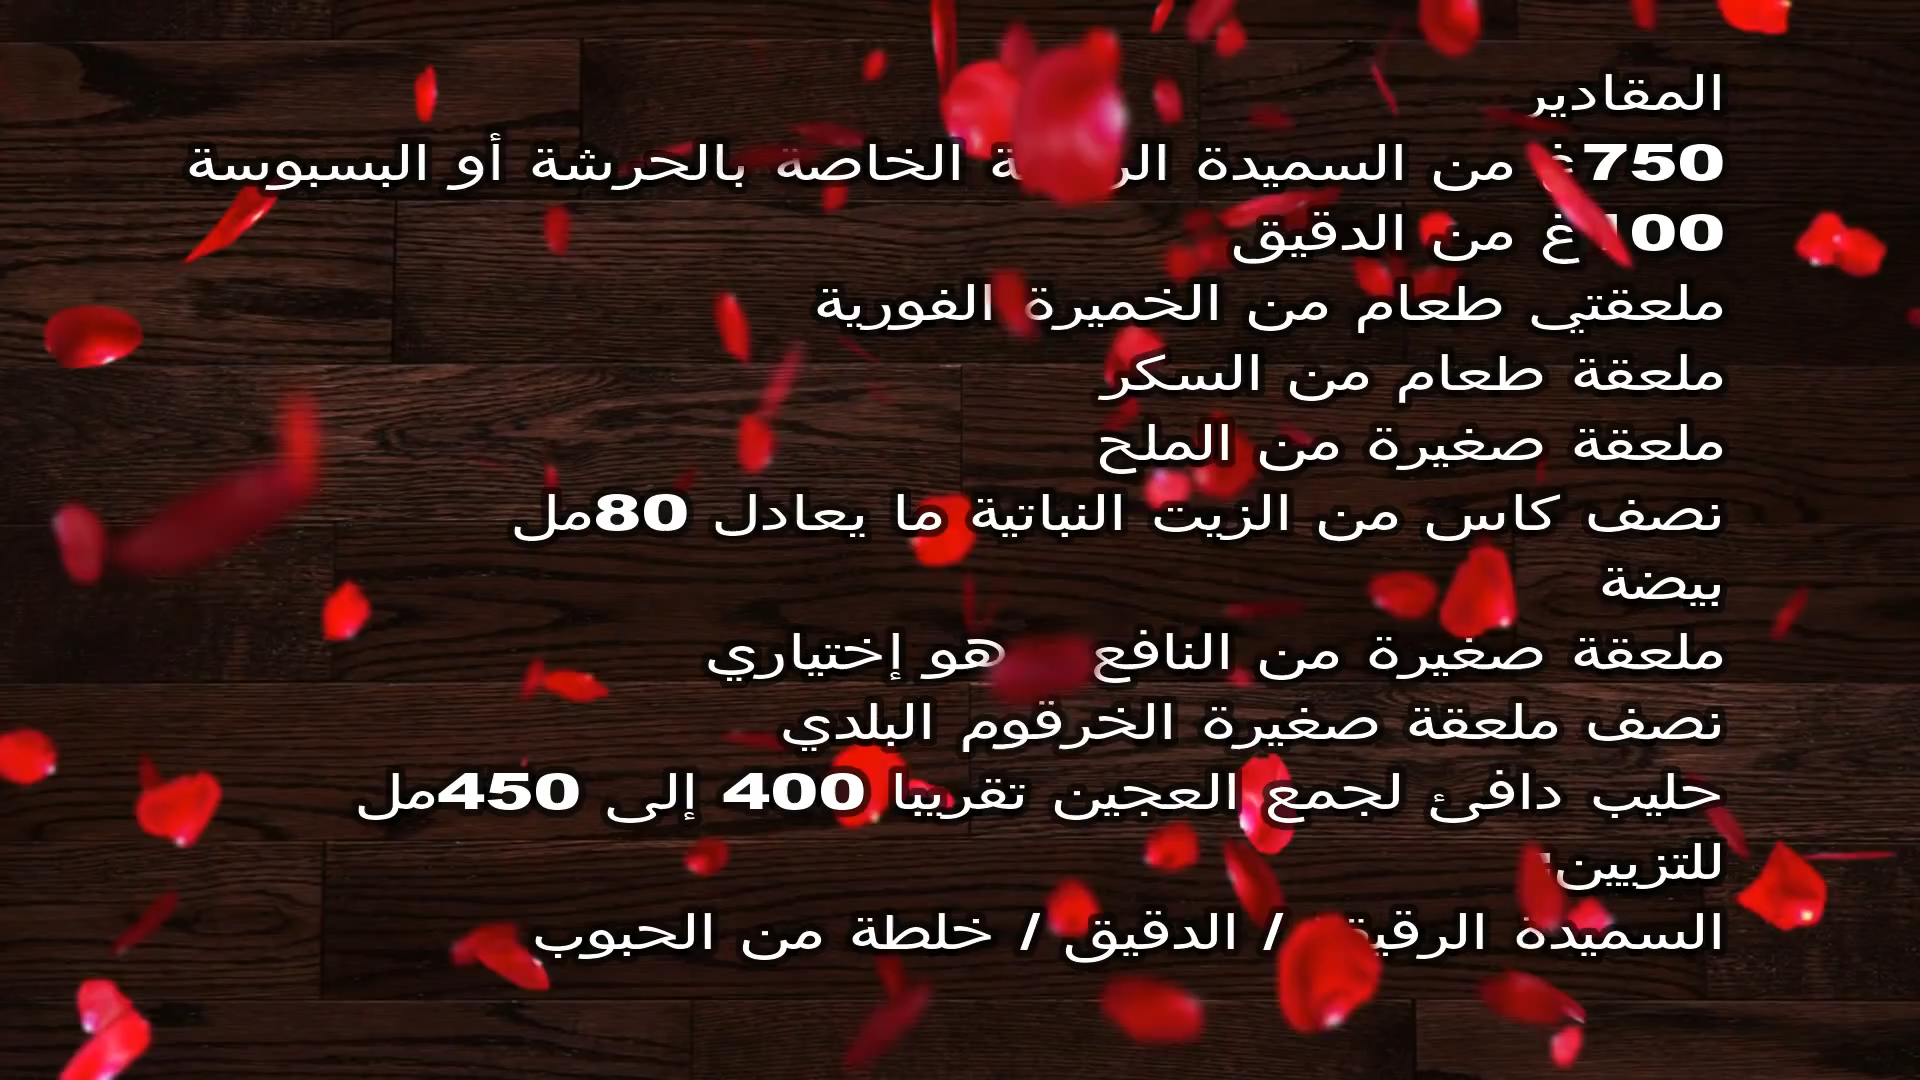 المقادير
750غ من السميدة الخاصة بالحرشة أو البسبوسة
100غ من الدقيق
ملعقتي طعام من الخميرة الفورية
ملعقة طعام من السكر
ملعقة صغيرة من الملح
نصف كاس من الزيت النباتية ما يعادل 80مل
بيضة
ملعقة صغيرة من النافع هو إختياري
نصف ملعقة صغيرة الخرقوم البلدي
حليب دافئ لجمع العجين تقريبا 400 إلى 450مل
للتزيين:
السميدة الرقيقة / الدقيق / خلطة من الحبوب